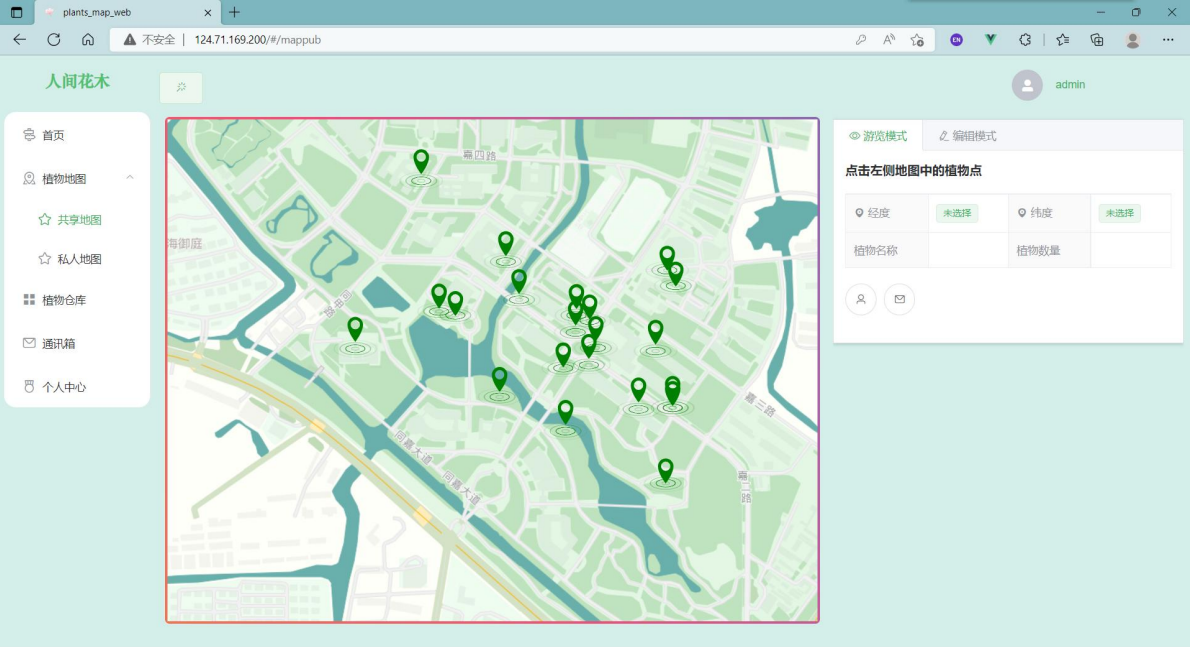 plants_map_web
不安全 | 124.71.169.200/#/mappub
EN
人间花木
admin
首页
植物地图
共享地图
私人地图
植物仓库
通讯箱
个人中心
嘉四路
海御庭
同嘉大道
同嘉大道
嘉三路
嘉二路
游览模式 编辑模式
点击左侧地图中的植物点
经度 未选择 纬度 未选择
植物名称 植物数量